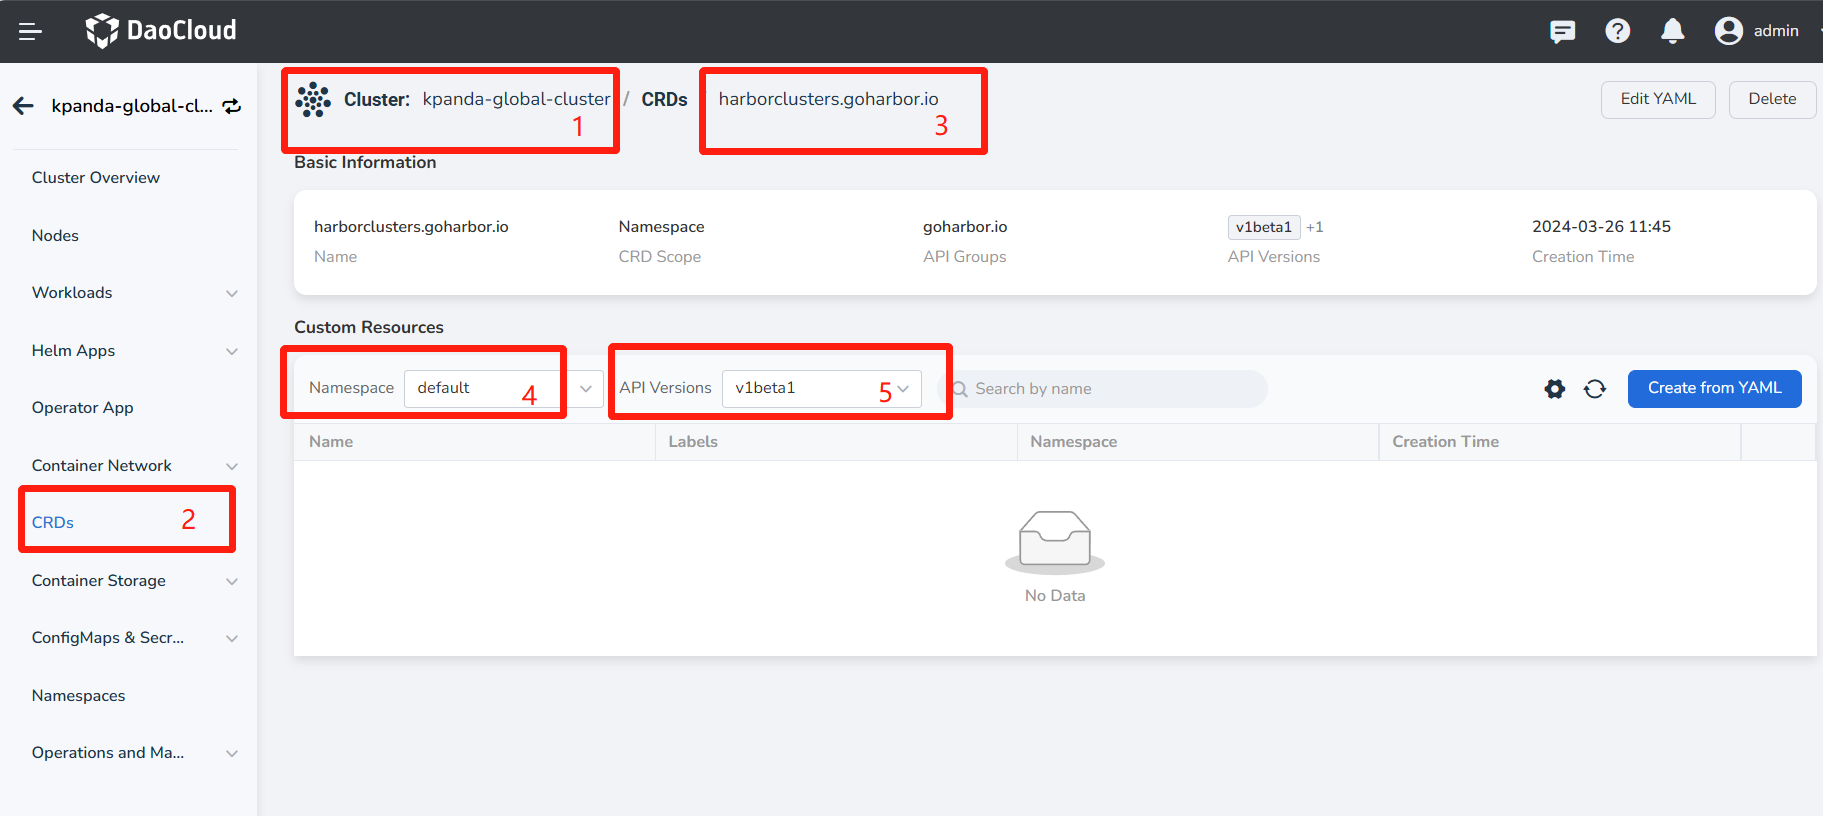 DaoCloud
admin
kpanda-global-cl...
Cluster Overview
Nodes
Workloads
Helm Apps
Operator App
Container Network
CRDs 2
Container Storage
ConfigMaps & Secr...
Namespaces
Operations and Ma...
Cluster: kpanda-global-cluster / CRDs harborclusters.goharbor.io
1 3
Edit YAML Delete
Basic Information
harborclusters.goharbor.io Namespace goharbor.io v1beta1 +1 2024-03-26 11:45
Name CRD Scope API Groups API Versions Creation Time
Custom Resources
Namespace default 4 API Versions v1beta1 5 Search by name Create from YAML
Name Labels Namespace Creation Time
No Data